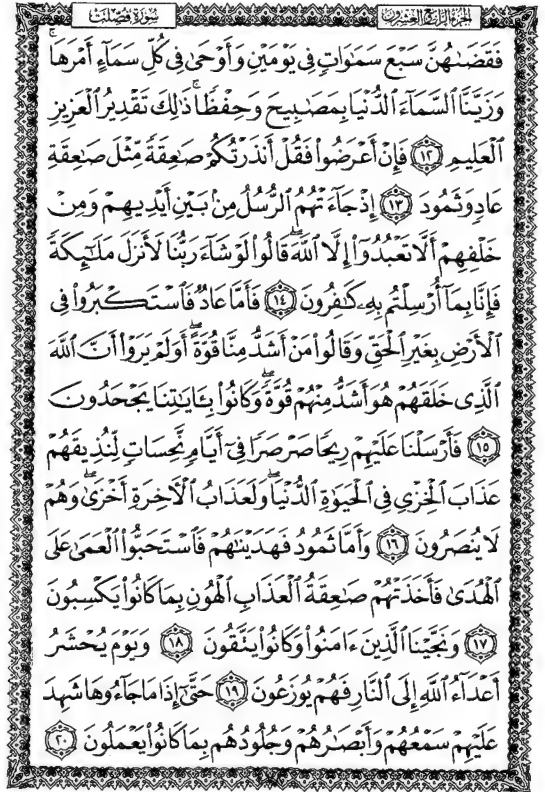 الجزء الرابع والعشرون سورة فصلت
فَقَضَىٰهُنَّ سَبْعَ سَمَٰوَاتٍ فِى يَوْمَيْنِ وَأَوْحَىٰ فِى كُلِّ سَمَآءٍ أَمْرَهَا ۚ
وَزَيَّنَّا ٱلسَّمَآءَ ٱلدُّنْيَا بِمَصَٰبِيحَ وَحِفْظًا ۚ ذَٰلِكَ تَقْدِيرُ ٱلْعَزِيزِ
ٱلْعَلِيمِ ﴿١٢﴾ فَإِنْ أَعْرَضُوا۟ فَقُلْ أَنذَرْتُكُمْ صَٰعِقَةً مِّثْلَ صَٰعِقَةِ
عَادٍ وَثَمُودَ ﴿١٣﴾ إِذْ جَآءَتْهُمُ ٱلرُّسُلُ مِنۢ بَيْنِ أَيْدِيهِمْ وَمِنْ
خَلْفِهِمْ أَلَّا تَعْبُدُوٓا۟ إِلَّا ٱللَّهَ ۖ قَالُوا۟ لَوْ شَآءَ رَبُّنَا لَأَنزَلَ مَلَٰٓئِكَةً
فَإِنَّا بِمَآ أُرْسِلْتُم بِهِۦ كَٰفِرُونَ ﴿١٤﴾ فَأَمَّا عَادٌ فَٱسْتَكْبَرُوا۟ فِى
ٱلْأَرْضِ بِغَيْرِ ٱلْحَقِّ وَقَالُوا۟ مَنْ أَشَدُّ مِنَّا قُوَّةً ۖ أَوَلَمْ يَرَوْا۟ أَنَّ ٱللَّهَ
ٱلَّذِى خَلَقَهُمْ هُوَ أَشَدُّ مِنْهُمْ قُوَّةً ۖ وَكَانُوا۟ بِـَٔايَٰتِنَا يَجْحَدُونَ
﴿١٥﴾ فَأَرْسَلْنَا عَلَيْهِمْ رِيحًا صَرْصَرًا فِىٓ أَيَّامٍ نَّحِسَاتٍ لِّنُذِيقَهُمْ
عَذَابَ ٱلْخِزْىِ فِى ٱلْحَيَوٰةِ ٱلدُّنْيَا ۖ وَلَعَذَابُ ٱلْءَاخِرَةِ أَخْزَىٰ ۖ وَهُمْ
لَا يُنصَرُونَ ﴿١٦﴾ وَأَمَّا ثَمُودُ فَهَدَيْنَٰهُمْ فَٱسْتَحَبُّوا۟ ٱلْعَمَىٰ عَلَى
ٱلْهُدَىٰ فَأَخَذَتْهُمْ صَٰعِقَةُ ٱلْعَذَابِ ٱلْهُونِ بِمَا كَانُوا۟ يَكْسِبُونَ
﴿١٧﴾ وَنَجَّيْنَا ٱلَّذِينَ ءَامَنُوا۟ وَكَانُوا۟ يَتَّقُونَ ﴿١٨﴾ وَيَوْمَ يُحْشَرُ
أَعْدَآءُ ٱللَّهِ إِلَى ٱلنَّارِ فَهُمْ يُوزَعُونَ ﴿١٩﴾ حَتَّىٰٓ إِذَا مَا جَآءُوهَا شَهِدَ
عَلَيْهِمْ سَمْعُهُمْ وَأَبْصَٰرُهُمْ وَجُلُودُهُم بِمَا كَانُوا۟ يَعْمَلُونَ ﴿٢٠﴾